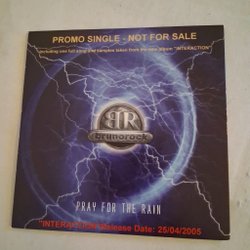 PROMO SINGLE - NOT FOR SALE
including one full song and samples taken from the new album "INTERACTION"
BR
brunorock
PRAY FOR THE RAIN
"INTERACTION" Release Date: 25/04/2005